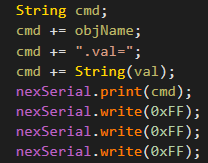 String cmd;
cmd += objName;
cmd += ".val=";
cmd += String(val);
nexSerial.print(cmd);
nexSerial.write(0xFF);
nexSerial.write(0xFF);
nexSerial.write(0xFF);